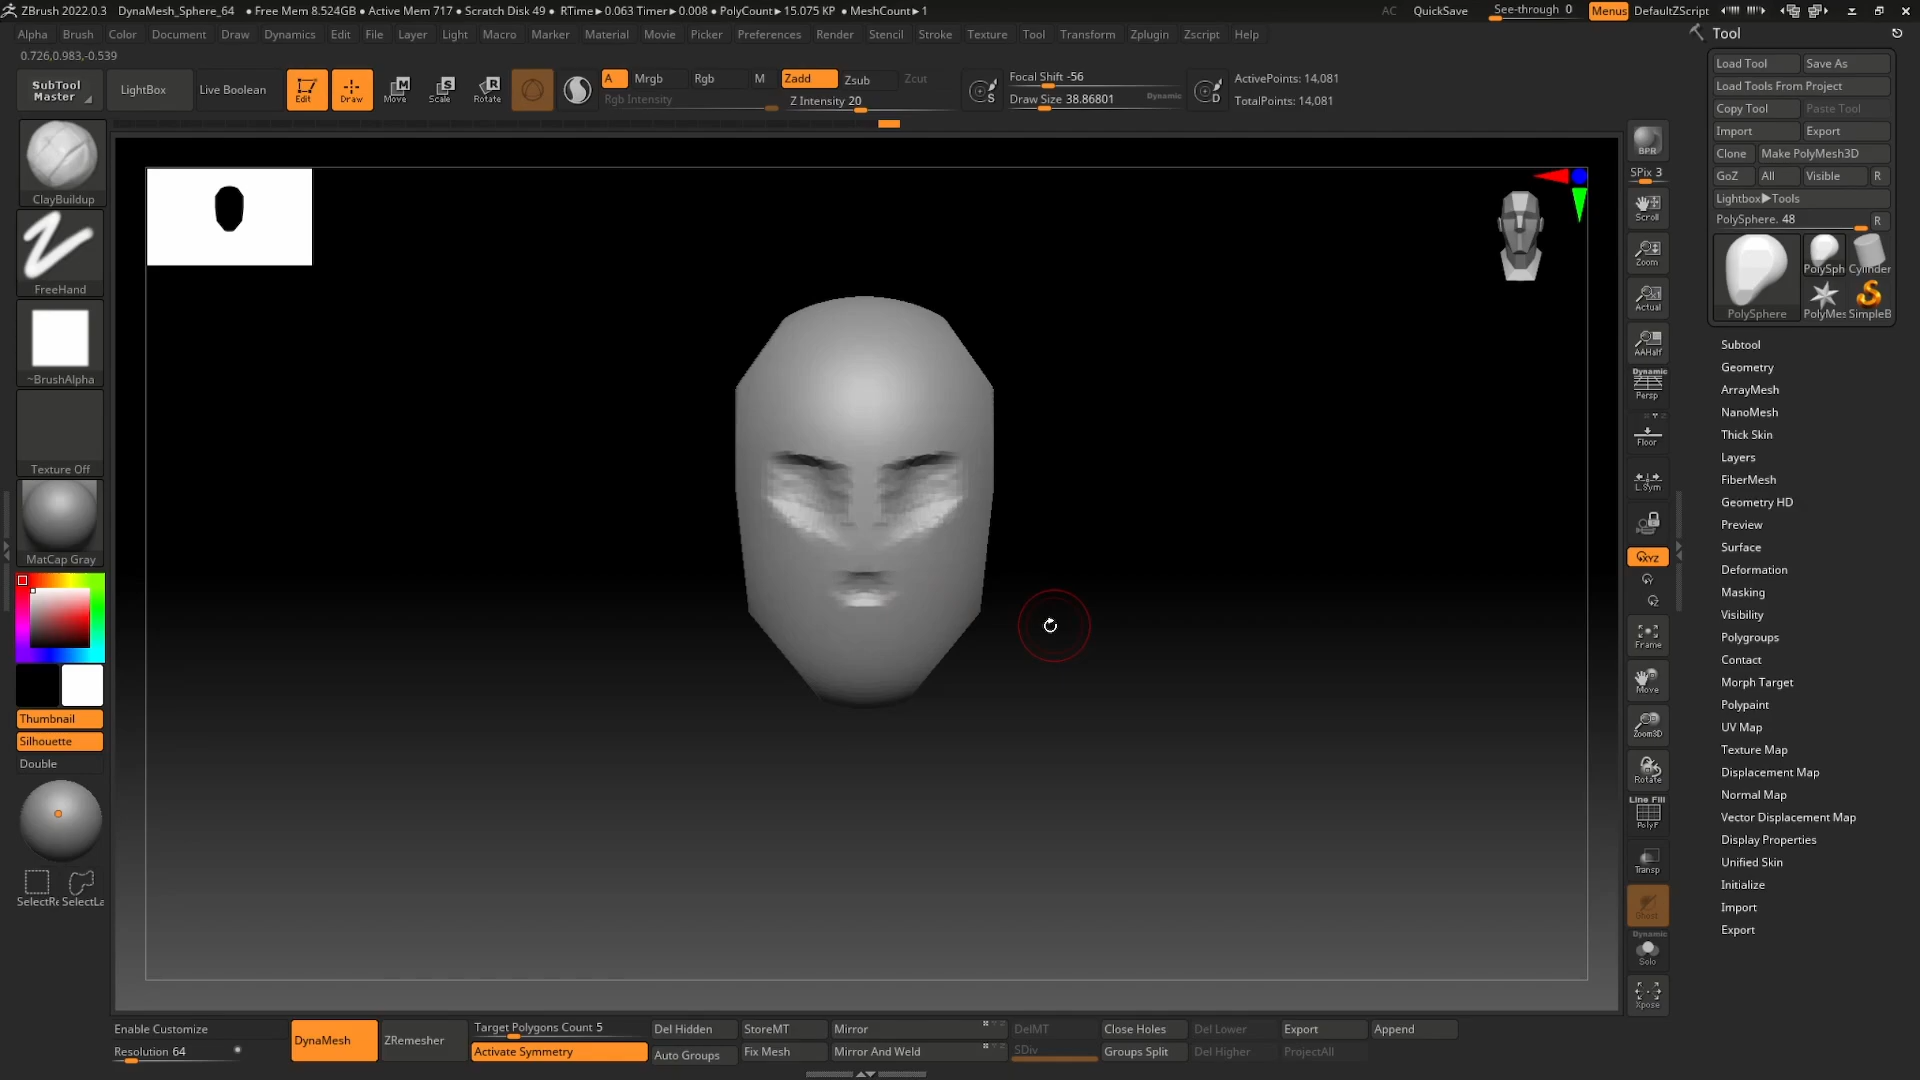 ZBrush 2022.0.3 DynaMesh_Sphere_64 • Free Mem 8.524GB • Active Mem 717 • Scratch Disk 49 • RTime▶0.063 Timer▶0.008 • PolyCount▶15.075 KP • MeshCount▶1 AC QuickSave See-through 0 Menus DefaultZScript
Alpha Brush Color Document Draw Dynamics Edit File Layer Light Macro Marker Material Movie Picker Preferences Render Stencil Stroke Texture Tool Transform Zplugin Zscript Help
0.726,0.983,-0.539
SubTool Master
LightBox
Live Boolean
Edit
Draw
Move
Scale
Rotate
A Mrgb Rgb M
Rgb Intensity
Zadd Zsub Zcut
Z Intensity 20
S
Focal Shift -56
Draw Size 38.86801 Dynamic
D
ActivePoints: 14,081
TotalPoints: 14,081
ClayBuildup
FreeHand
~BrushAlpha
Texture Off
MatCap Gray
Thumbnail
Silhouette
Double
SelectRe SelectLa
BPR
SPix 3
Scroll
Zoom
Actual
AAHalf
Dynamic
Persp
Floor
L.Sym
XYZ
Y
Z
Frame
Move
Zoom3D
Rotate
Line Fill
PolyF
Transp
Ghost
Dynamic
Solo
Xpose
Tool
Load Tool Save As
Load Tools From Project
Copy Tool Paste Tool
Import Export
Clone Make PolyMesh3D
GoZ All Visible R
Lightbox▶Tools
PolySphere. 48 R
PolySph Cylinder
PolySphere PolyMes SimpleB
Subtool
Geometry
ArrayMesh
NanoMesh
Thick Skin
Layers
FiberMesh
Geometry HD
Preview
Surface
Deformation
Masking
Visibility
Polygroups
Contact
Morph Target
Polypaint
UV Map
Texture Map
Displacement Map
Normal Map
Vector Displacement Map
Display Properties
Unified Skin
Initialize
Import
Export
Enable Customize
Resolution 64
DynaMesh
ZRemesher
Target Polygons Count 5
Activate Symmetry
Del Hidden
Auto Groups
StoreMT
Fix Mesh
Mirror
Mirror And Weld
DelMT
SDiv
Close Holes
Groups Split
Del Lower
Del Higher
Export
ProjectAll
Append